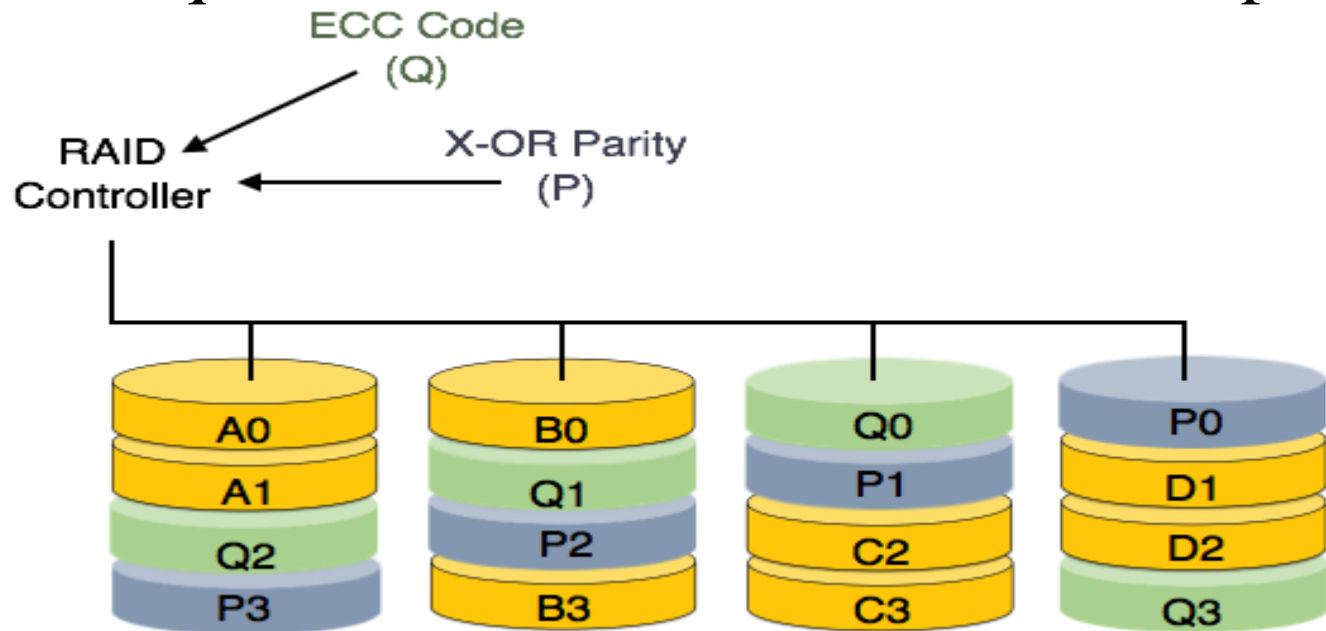 ECC Code
(Q)
RAID
Controller
X-OR Parity
(P)
A0
B0
Q0
P0
A1
Q1
P1
D1
Q2
P2
C2
D2
P3
B3
C3
Q3